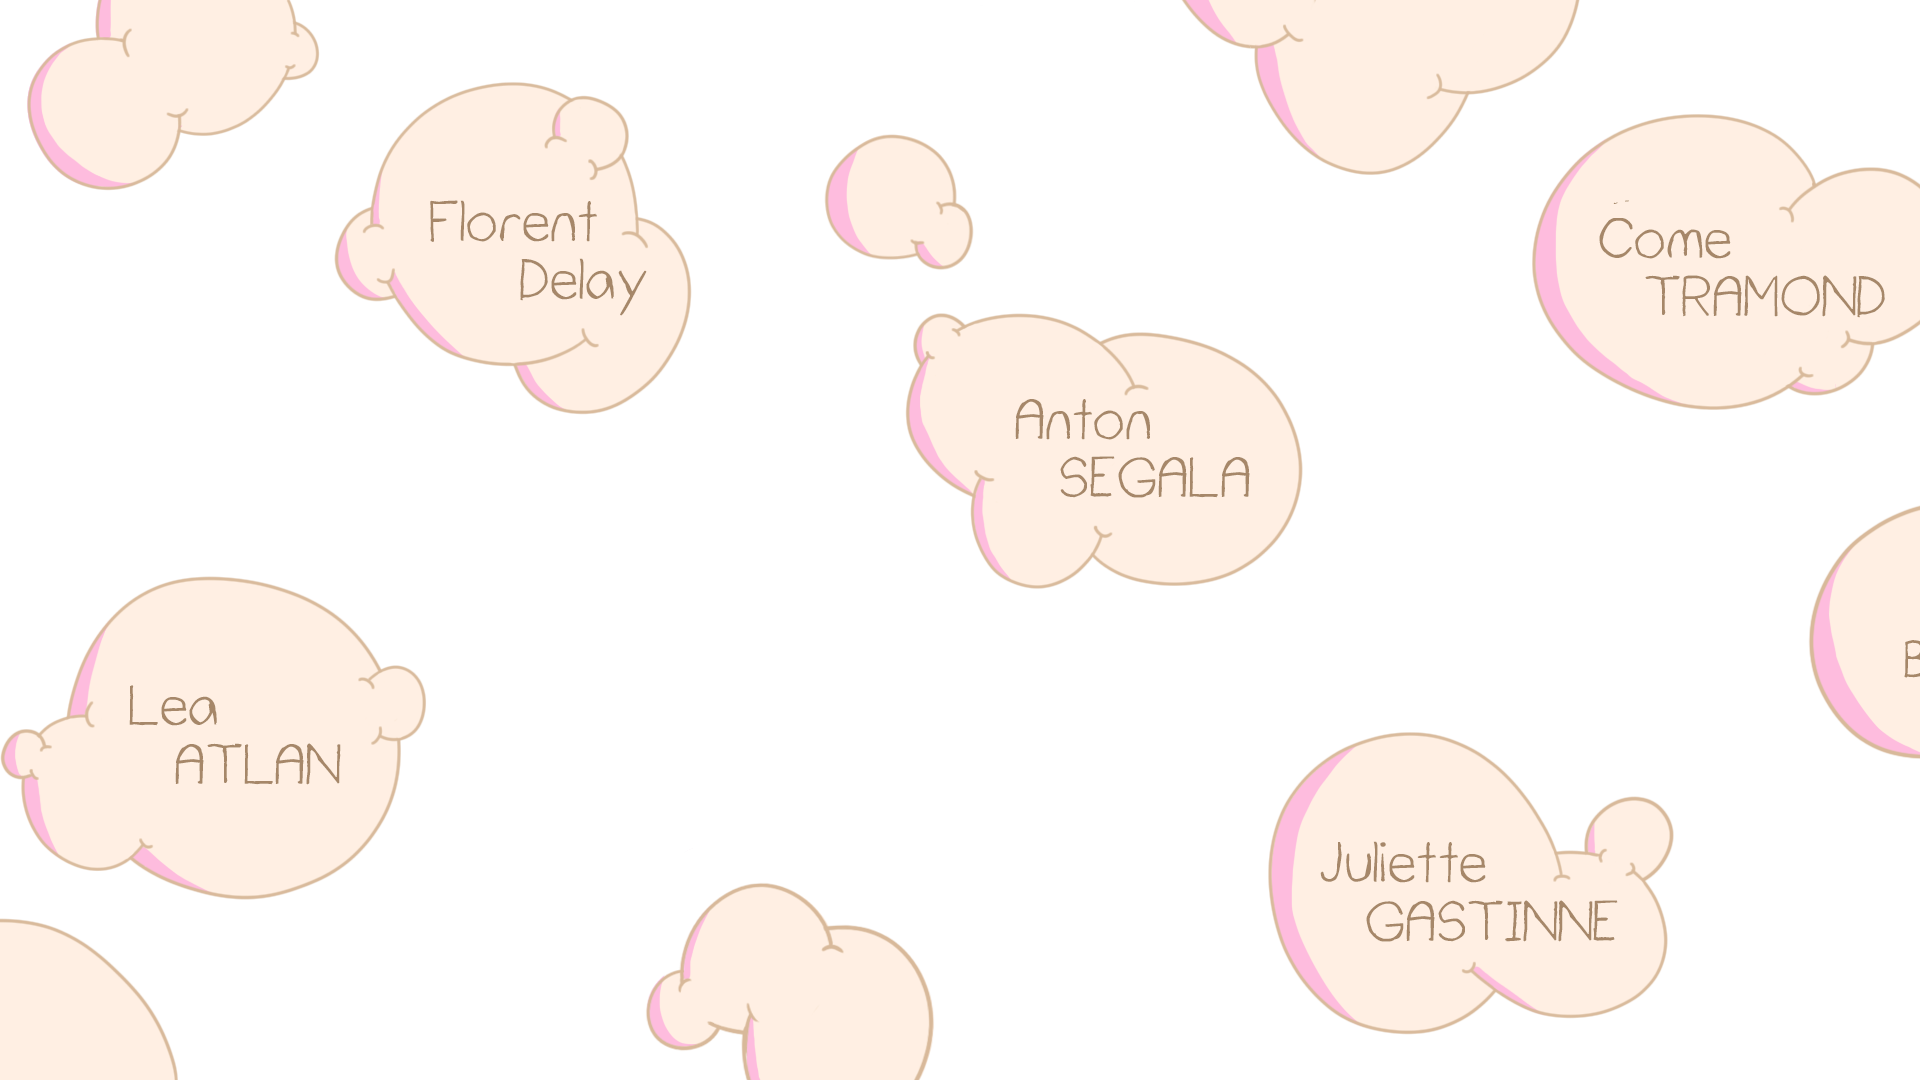 Florent
Delay
Come
TRAMOND
Anton
SEGALA
Lea
ATLAN
Juliette
GASTINNE